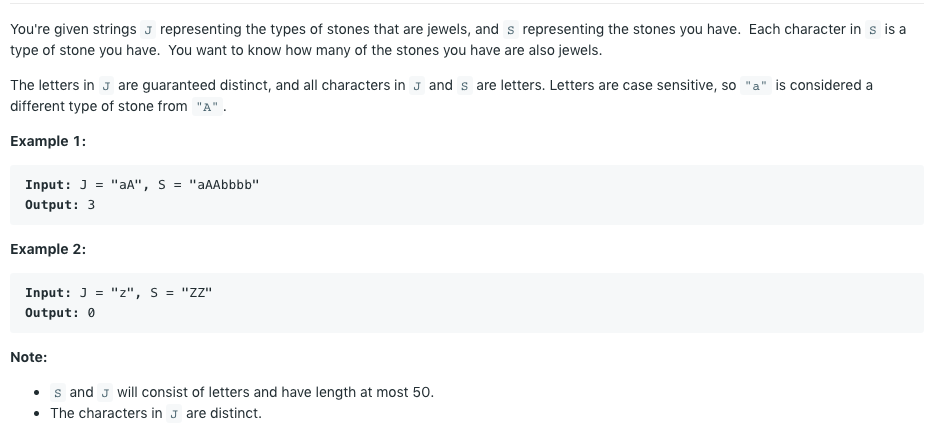 You're given strings J representing the types of stones that are jewels, and S representing the stones you have. Each character in S is a
type of stone you have. You want to know how many of the stones you have are also jewels.
The letters in J are guaranteed distinct, and all characters in J and S are letters. Letters are case sensitive, so "a" is considered a
different type of stone from "A".
Example 1:
Input: J = "aA", S = "aAAbbbb"
Output: 3
Example 2:
Input: J = "z", S = "ZZ"
Output: 0
Note:
• S and J will consist of letters and have length at most 50.
• The characters in J are distinct.